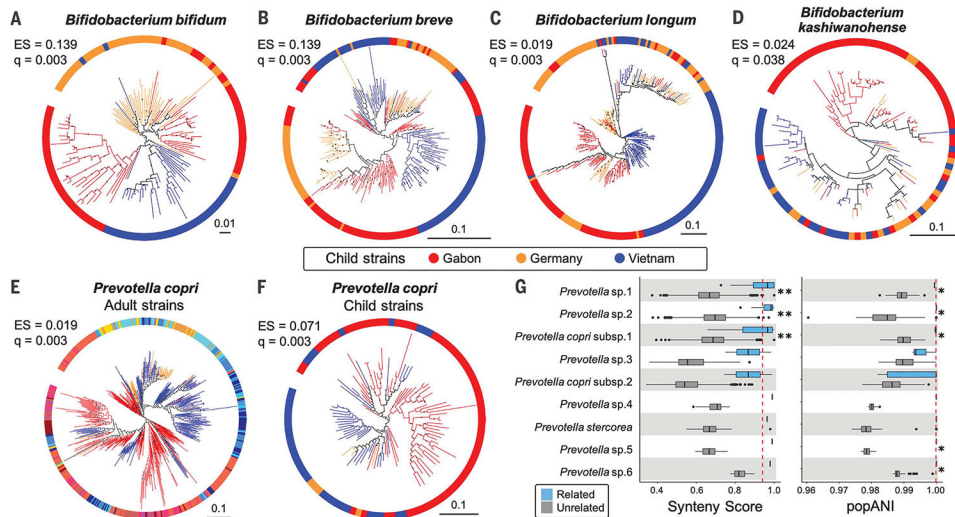 A
Bifidobacterium bifidum
ES = 0.139
q = 0.003
0.01
B
Bifidobacterium breve
ES = 0.139
q = 0.003
0.1
C
Bifidobacterium longum
ES = 0.019
q = 0.003
0.1
D
Bifidobacterium
kashiwanohense
ES = 0.024
q = 0.038
0.1
Child strains
Gabon
Germany
Vietnam
E
Prevotella copri
Adult strains
ES = 0.019
q = 0.003
0.1
F
Prevotella copri
Child strains
ES = 0.071
q = 0.003
0.1
G
Prevotella sp.1
**
*
Prevotella sp.2
**
*
Prevotella copri subsp.1
**
*
Prevotella sp.3
Prevotella copri subsp.2
Prevotella sp.4
Prevotella stercorea
Prevotella sp.5
*
Prevotella sp.6
*
0.4 0.6 0.8 1.0
0.96 0.97 0.98 0.99 1.00
Related
Unrelated
Synteny Score
popANI